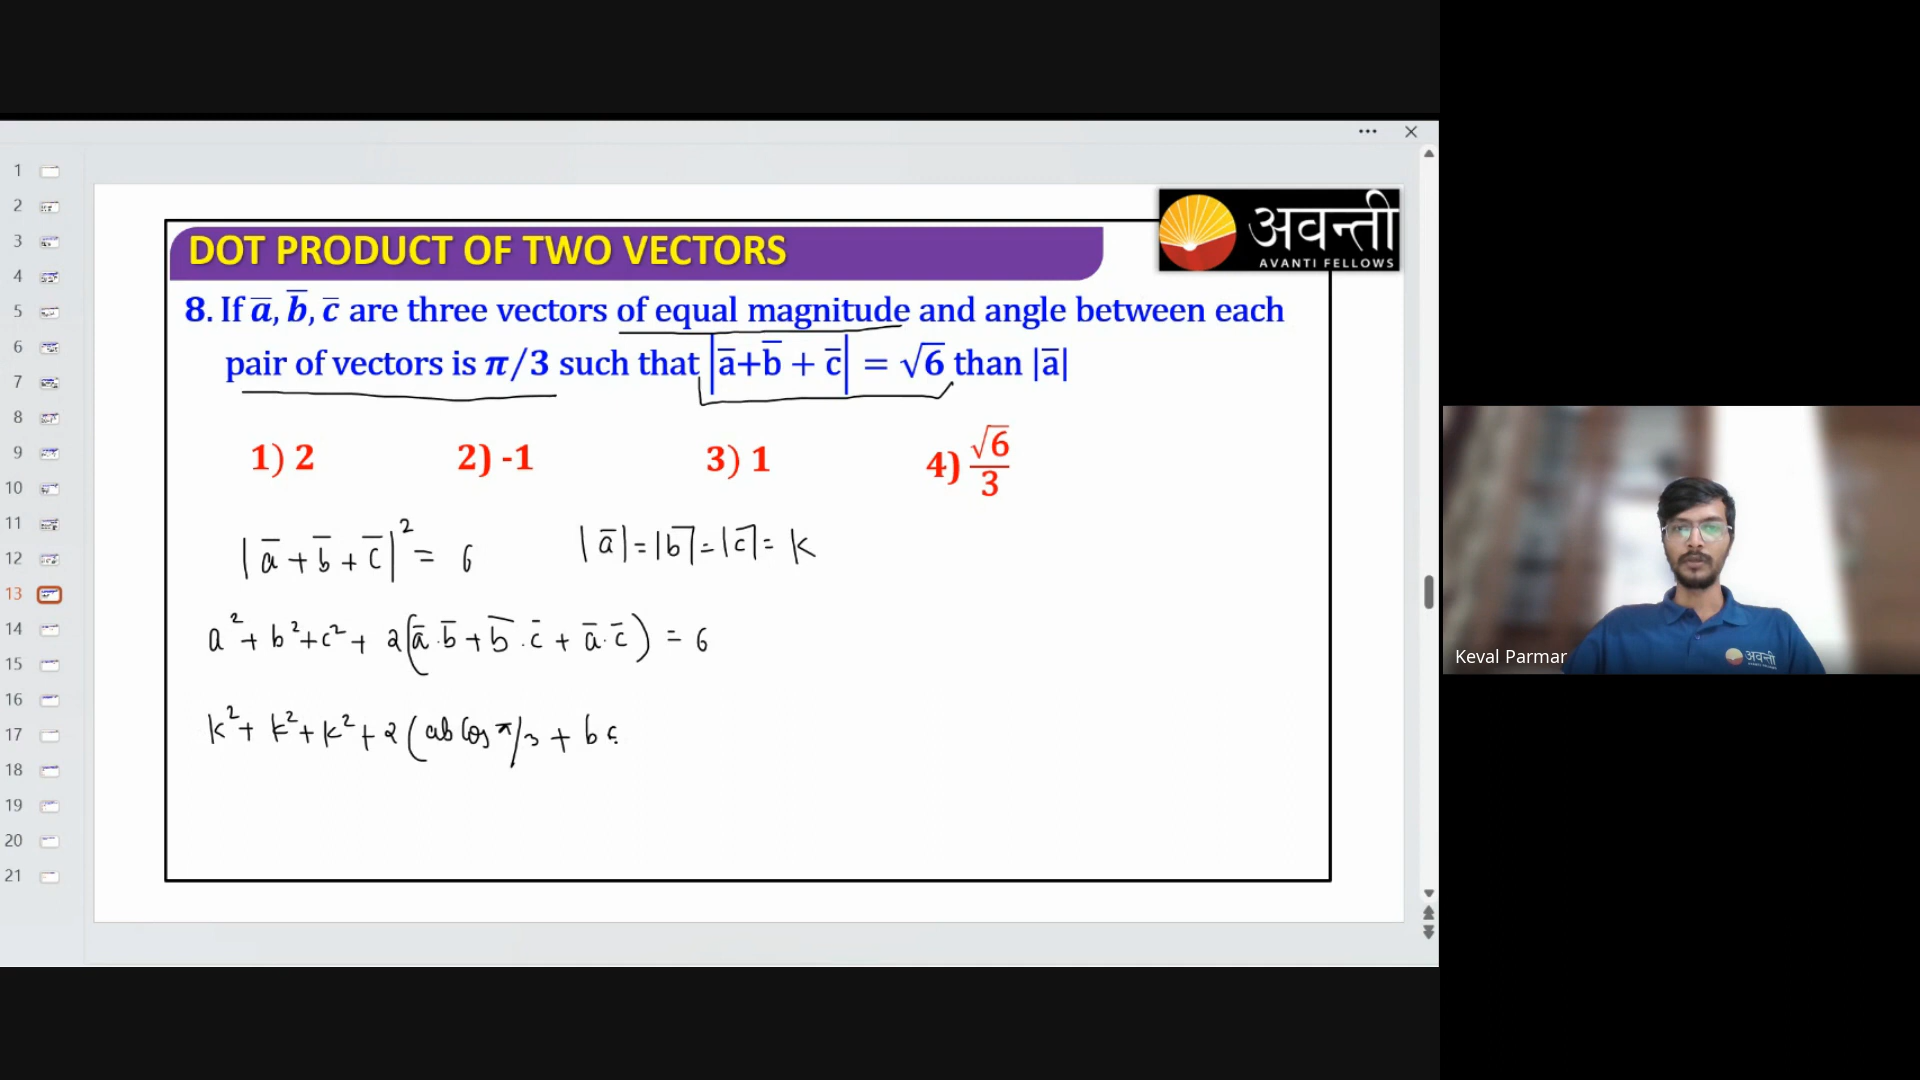 1
2
3
4
5
6
7
8
9
10
11
12
13
14
15
16
17
18
19
20
21
अवन्ती
AVANTI FELLOWS
DOT PRODUCT OF TWO VECTORS
8. If a̅, b̅, c̅ are three vectors of equal magnitude and angle between each
pair of vectors is π/3 such that |a̅+b̅ + c̅| = √6 than |a̅|
1) 2 2) -1 3) 1 4) √6/3
|a̅ + b̅ + c̅|² = 6 |a̅| = |b̅| = |c̅| = k
a² + b² + c² + 2(a̅·b̅ + b̅·c̅ + a̅·c̅) = 6
k² + k² + k² + 2(ab cos π/3 + bc
अवन्ती
Keval Parmar